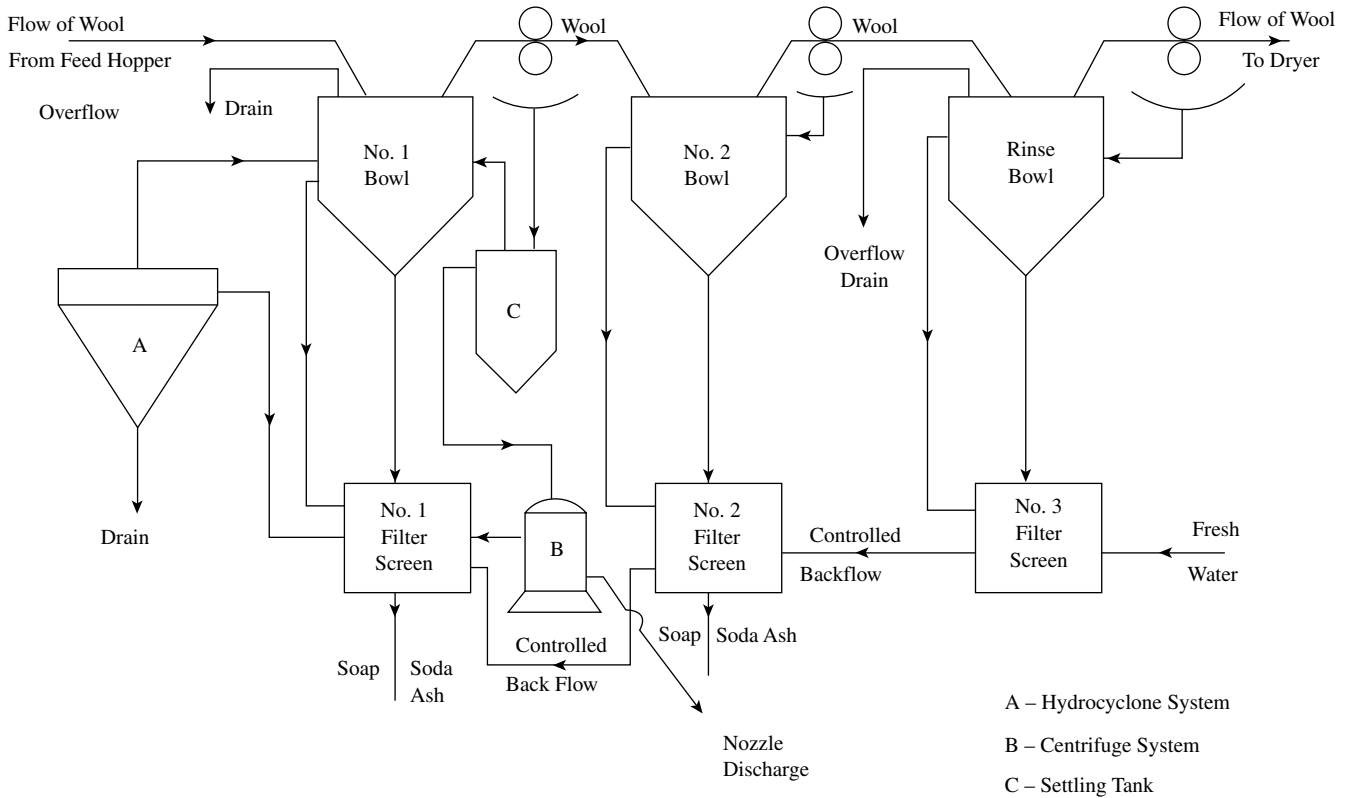 Flow of Wool
From Feed Hopper
Wool
Wool
Flow of Wool
To Dryer
Overflow
Drain
No. 1
Bowl
No. 2
Bowl
Rinse
Bowl
Overflow
Drain
A
C
Drain
No. 1
Filter
Screen
B
No. 2
Filter
Screen
Controlled
Backflow
No. 3
Filter
Screen
Fresh
Water
Soap
Soda
Ash
Controlled
Back Flow
Soap
Soda Ash
Nozzle
Discharge
A – Hydrocyclone System
B – Centrifuge System
C – Settling Tank